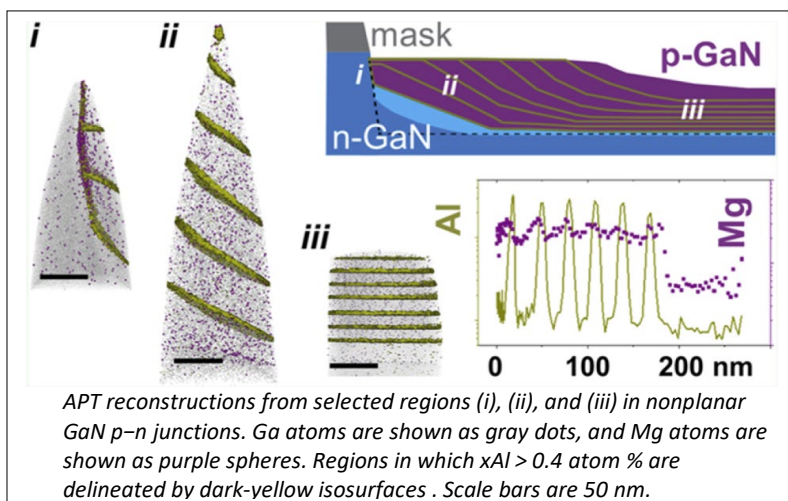 i
ii
iii
mask
p-GaN
i
ii
iii
n-GaN
Al
Mg
0
100
200 nm
APT reconstructions from selected regions (i), (ii), and (iii) in nonplanar
GaN p−n junctions. Ga atoms are shown as gray dots, and Mg atoms are
shown as purple spheres. Regions in which xAl > 0.4 atom % are
delineated by dark-yellow isosurfaces . Scale bars are 50 nm.